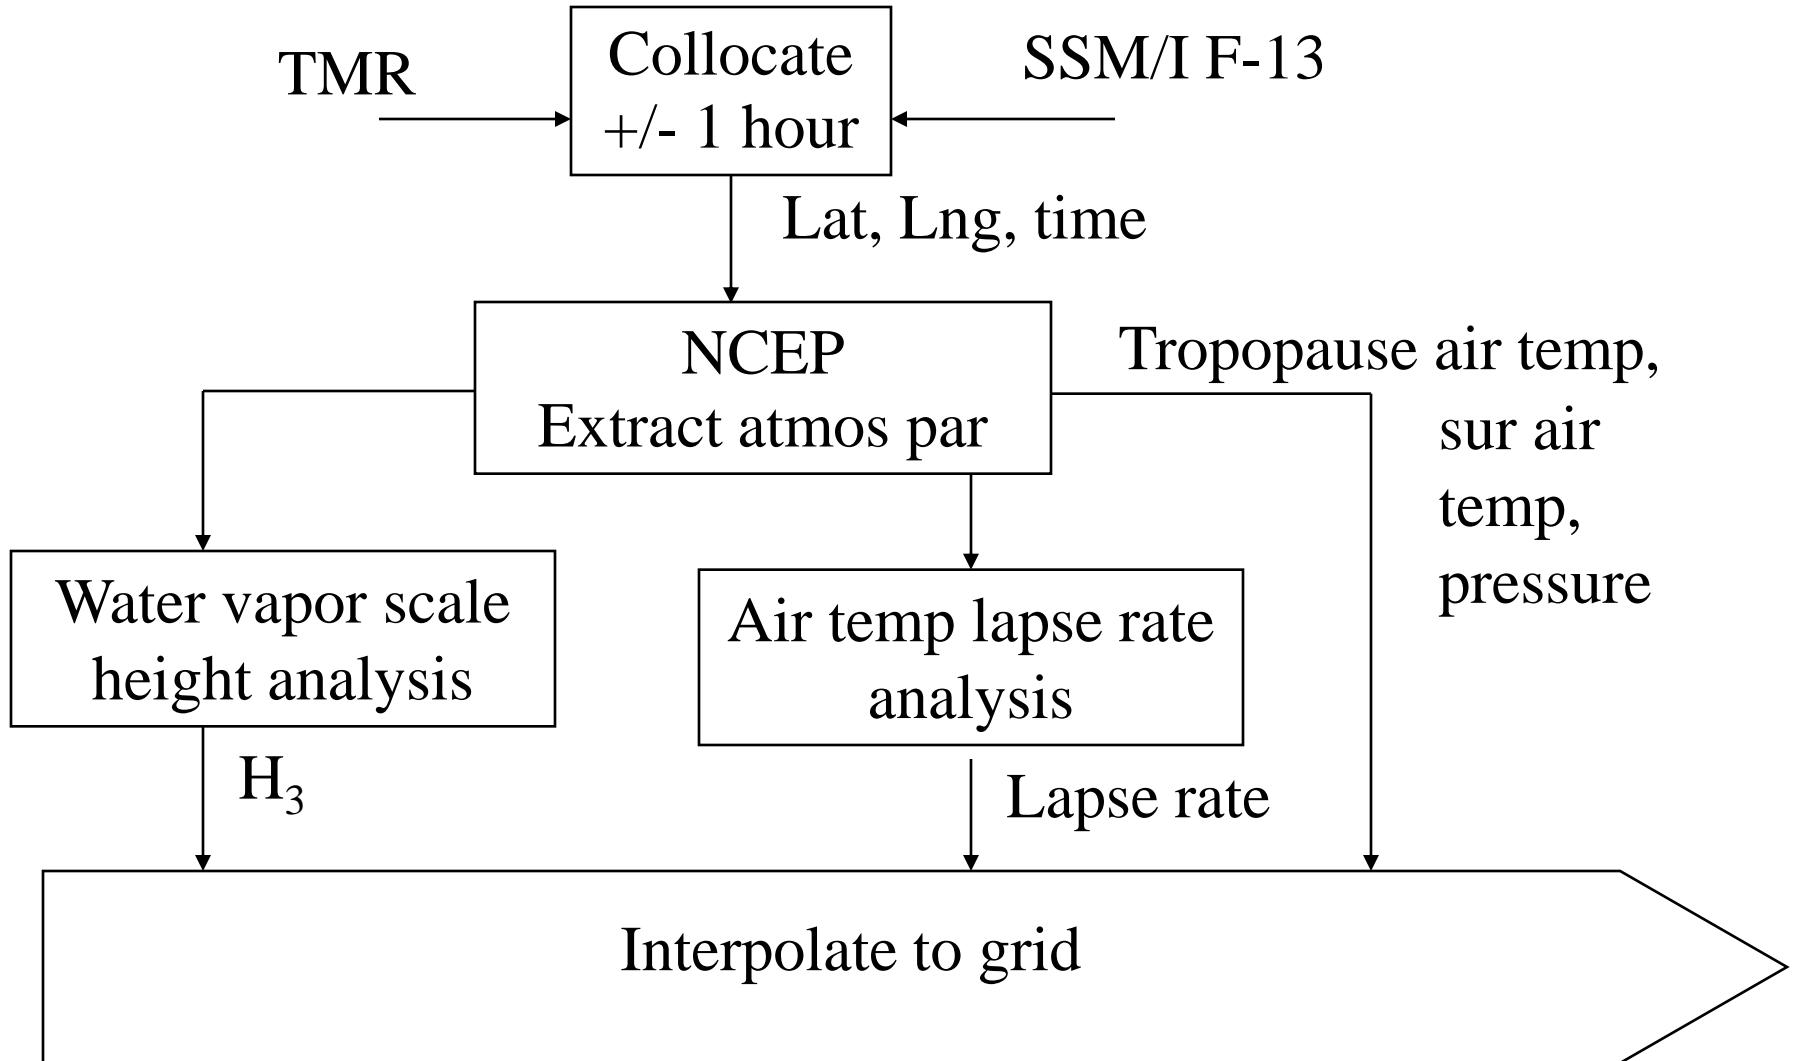 TMR
Collocate
+/- 1 hour
SSM/I F-13
Lat, Lng, time
NCEP
Extract atmos par
Tropopause air temp,
sur air
temp,
pressure
Water vapor scale
height analysis
Air temp lapse rate
analysis
H₃
Lapse rate
Interpolate to grid